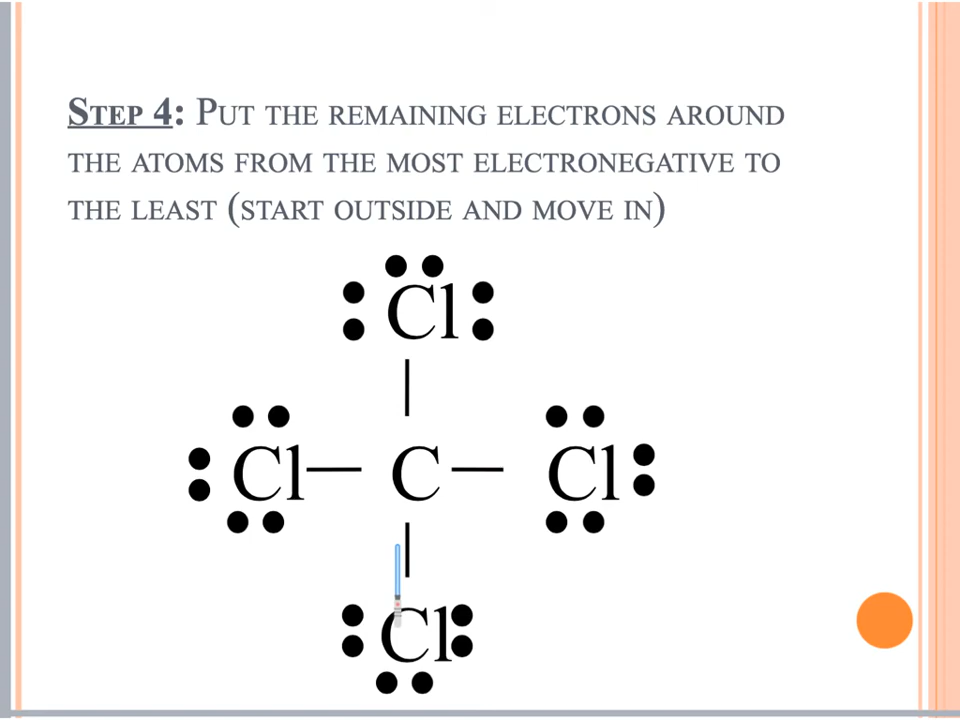 Step 4: Put the remaining electrons around
the atoms from the most electronegative to
the least (start outside and move in)
Cl
Cl C Cl
Cl